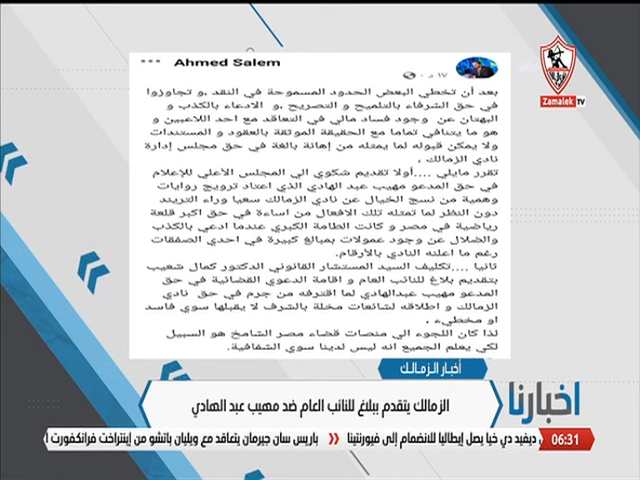 Ahmed Salem
١٧ د ·
بعد أن تخطي البعض الحدود المسموحة في النقد .و تجاوزوا
في حق الشرفاء بالتلميح و التصريح .و الادعاء بالكذب و
البهتان عن وجود فساد مالي في التعاقد مع احد اللاعبين و
هو ما يتنافي تماما مع الحقيقة الموثقة بالعقود و المستندات
ولا يمكن قبوله لما يمثله من إهانة بالغة في حق مجلس إدارة
نادي الزمالك .
تقرر مايلي ....أولا تقديم شكوي الي المجلس الاعلي للإعلام
في حق المدعو مهيب عبد الهادي الذي اعتاد ترويج روايات
وهمية من نسج الخيال عن نادي الزمالك سعيا وراء التريند
دون النظر لما تمثله تلك الافعال من اساءة في حق اكبر قلعة
رياضية في مصر و كانت الطامة الكبري عندما ادعي بالكذب
والضلال عن وجود عمولات بمبالغ كبيرة في احدي الصفقات
رغم ما اعلنه النادي بالأرقام.
ثانيا ....تكليف السيد المستشار القانوني الدكتور كمال شعيب
بتقديم بلاغ للنائب العام و اقامة الدعوي القضائية في حق
المدعو مهيب عبدالهادي لما اقترفه من جرم في حق نادي
الزمالك و اطلاقه لشائعات مخلة بالشرف لا يقبلها سوي فاسد
او مخطيء .
لذا كان اللجوء الي منصات قضاء مصر الشامخ هو السبيل
لكي يعلم الجميع انه ليس لدينا سوي الشفافية.
Zamalek TV
أخبار الزمالك
اخبارنا
الزمالك يتقدم ببلاغ للنائب العام ضد مهيب عبد الهادي
06:31
ديفيد دي خيا يصل إيطاليا للانضمام إلى فيورنتينا
باريس سان جيرمان يتعاقد مع ويليان باتشو من إينتراخت فرانكفورت